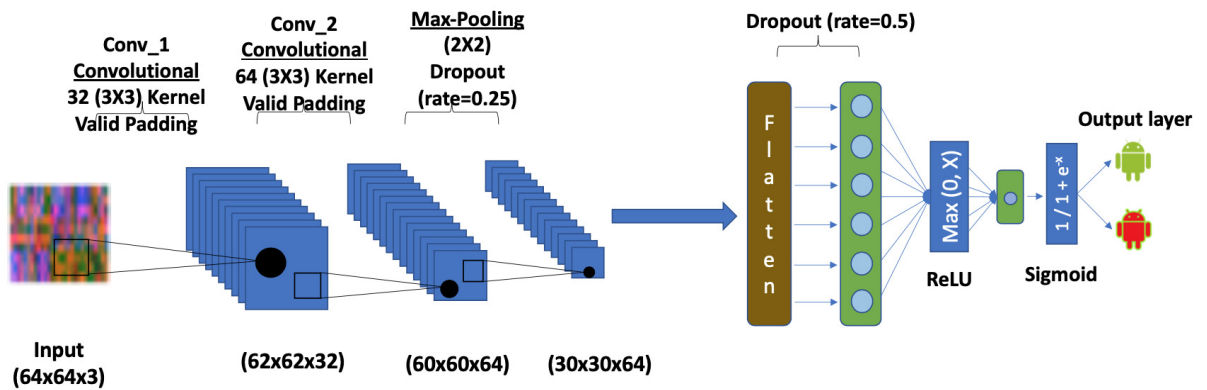 Conv_1
Convolutional
32 (3X3) Kernel
Valid Padding
Conv_2
Convolutional
64 (3X3) Kernel
Valid Padding
Max-Pooling
(2X2)
Dropout
(rate=0.25)
Dropout (rate=0.5)
Flatten
Max (0, X)
ReLU
1 / 1 + e-x
Sigmoid
Output layer
Input
(64x64x3)
(62x62x32)
(60x60x64)
(30x30x64)